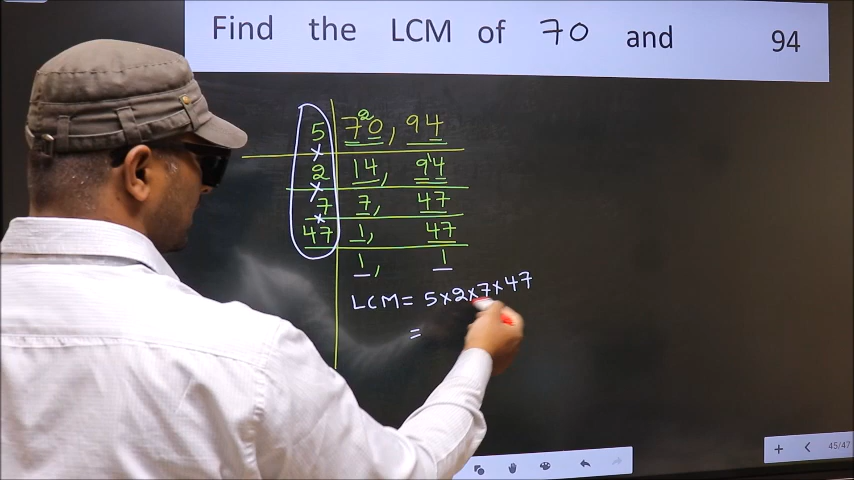 Find the LCM of 70 and 94
5 70, 94
2 14, 94
7 7, 47
47 1, 47
1, 1
LCM = 5×2×7×47
=
45/47